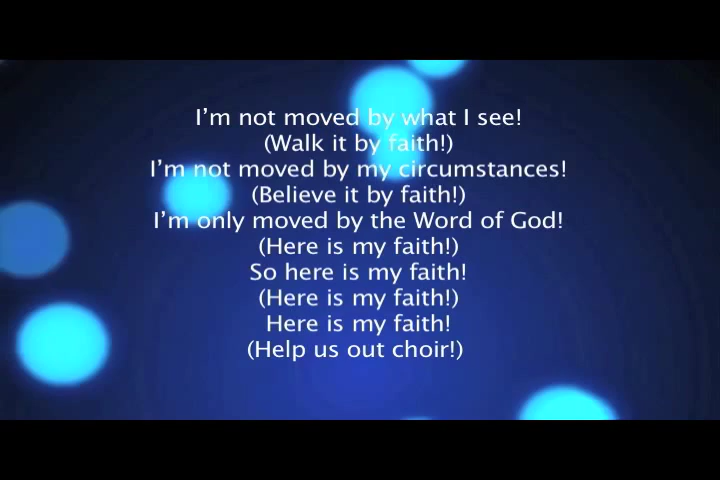 I'm not moved by what I see!
(Walk it by faith!)
I'm not moved by my circumstances!
(Believe it by faith!)
I'm only moved by the Word of God!
(Here is my faith!)
So here is my faith!
(Here is my faith!)
Here is my faith!
(Help us out choir!)